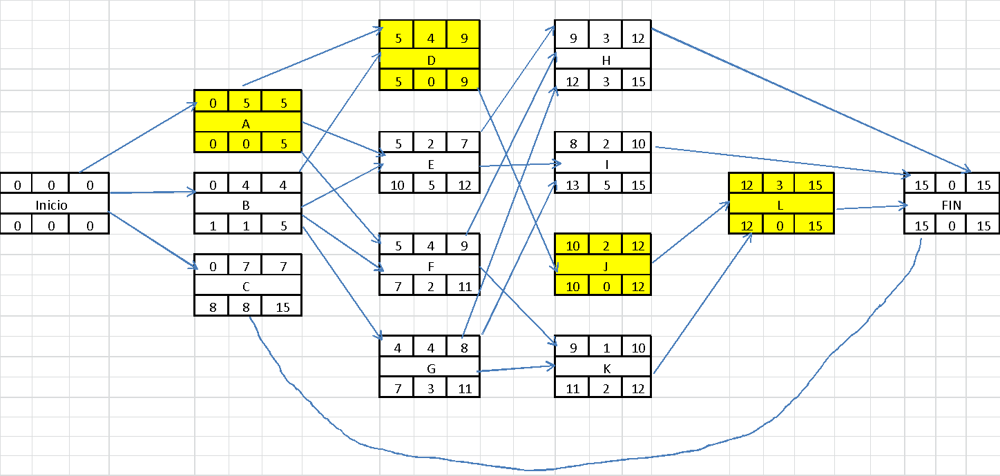 0 0 0
Inicio
0 0 0
0 5 5
A
0 0 5
0 4 4
B
1 1 5
0 7 7
C
8 8 15
5 4 9
D
5 0 9
5 2 7
E
10 5 12
5 4 9
F
7 2 11
4 4 8
G
7 3 11
9 3 12
H
12 3 15
8 2 10
I
13 5 15
10 2 12
J
10 0 12
9 1 10
K
11 2 12
12 3 15
L
12 0 15
15 0 15
FIN
15 0 15